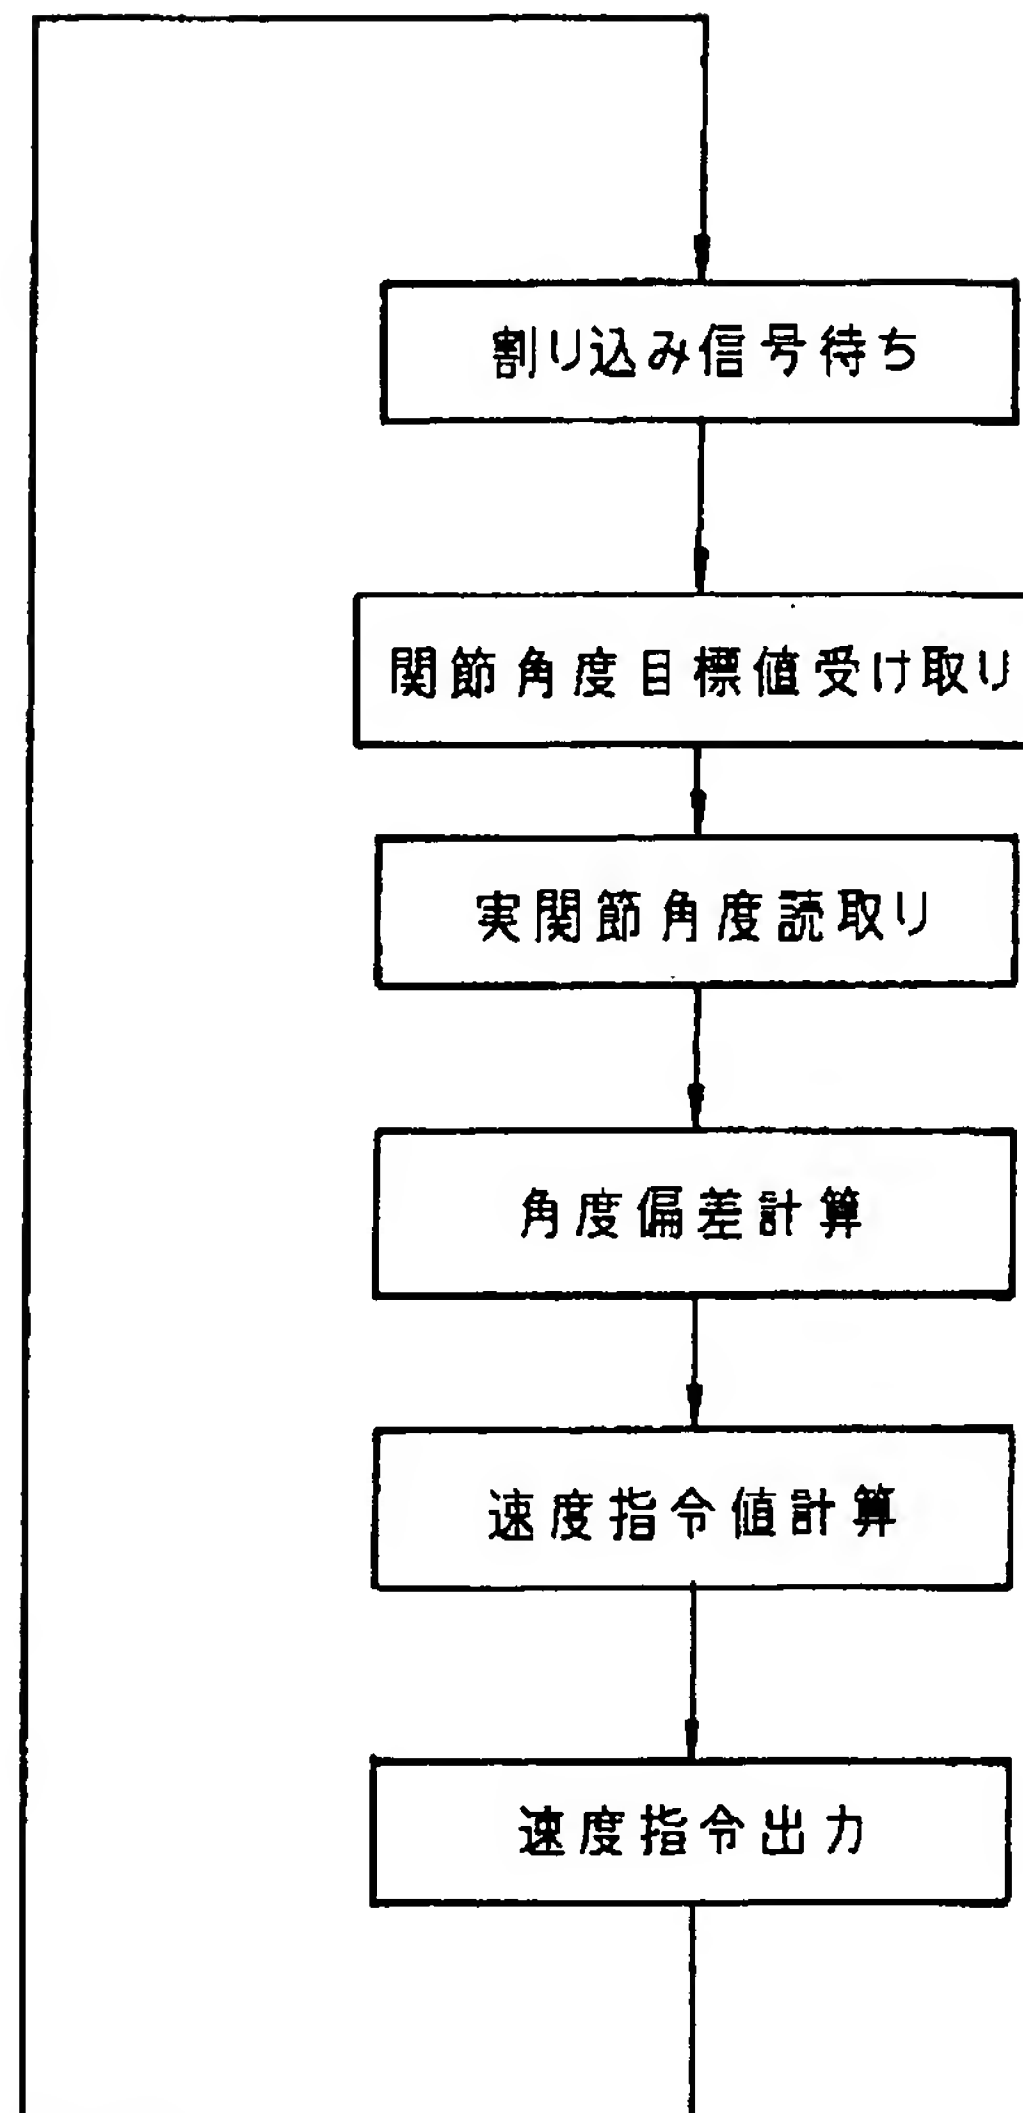 割り込み信号待ち
関節角度目標値受け取り
実関節角度読取り
角度偏差計算
速度指令値計算
速度指令出力